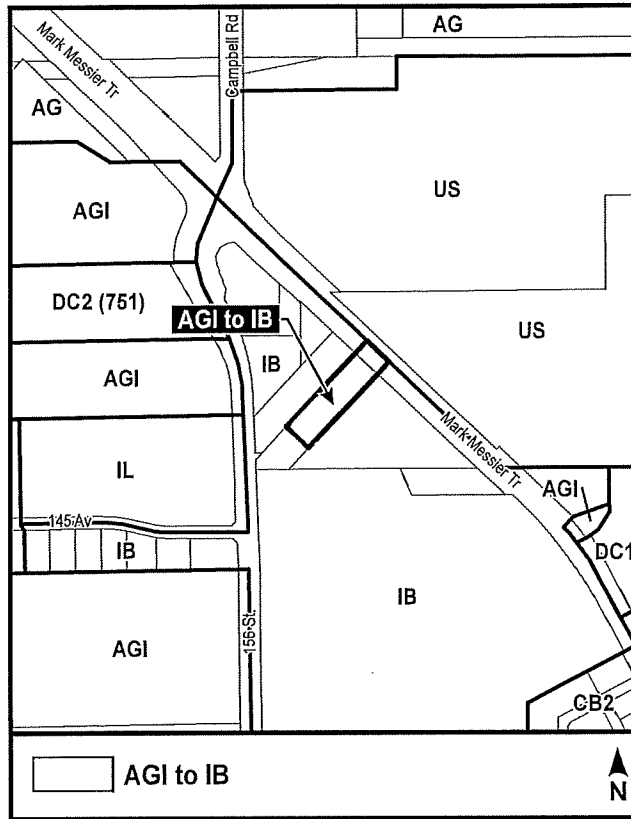 AG
Mark Messier Tr
Campbell Rd
AG
US
AGI
DC2 (751)
AGI to IB
US
AGI
IB
Mark Messier Tr
IL
AGI
145 Av
DC1
IB
IB
AGI
156 St.
CB2
AGI to IB
N